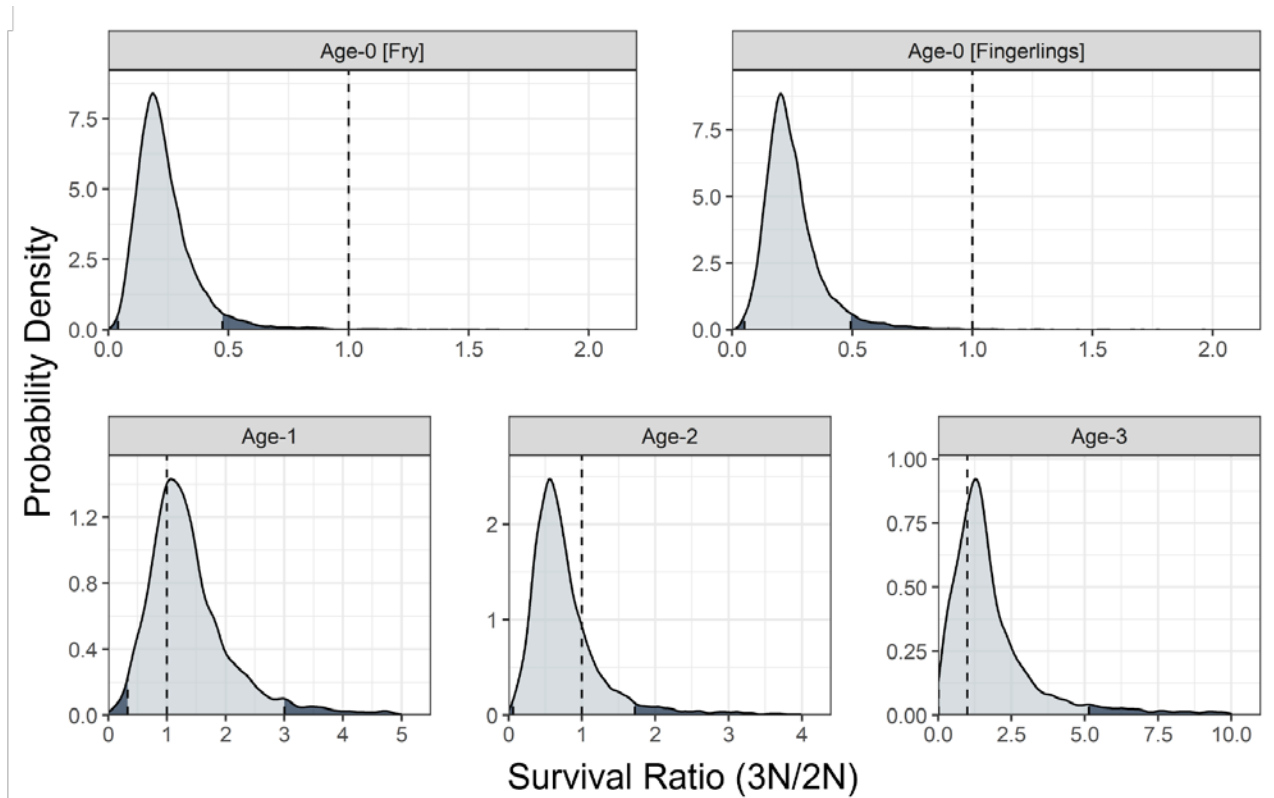 Age-0 [Fry]
Age-0 [Fingerlings]
7.5
5.0
2.5
0.0
0.0 0.5 1.0 1.5 2.0
7.5
5.0
2.5
0.0
0.0 0.5 1.0 1.5 2.0
Probability Density
Age-1
Age-2
Age-3
1.2
0.8
0.4
0.0
0 1 2 3 4 5
2
1
0
0 1 2 3 4
1.00
0.75
0.50
0.25
0.00
0.0 2.5 5.0 7.5 10.0
Survival Ratio (3N/2N)